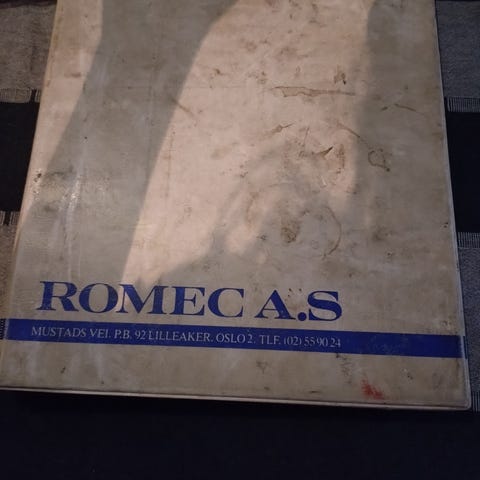 ROMEC A.S
MUSTADS VEI. P.B. 92 LILLEAKER. OSLO 2. TLF. (02) 55 90 24